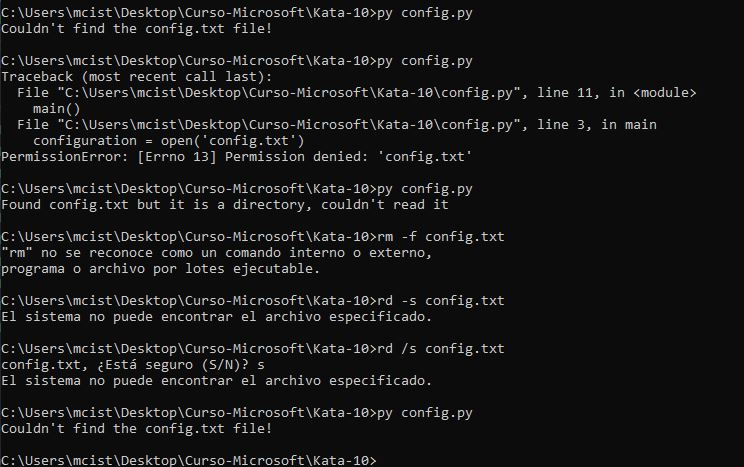 C:\Users\mcist\Desktop\Curso-Microsoft\Kata-10>py config.py
Couldn't find the config.txt file!
C:\Users\mcist\Desktop\Curso-Microsoft\Kata-10>py config.py
Traceback (most recent call last):
  File "C:\Users\mcist\Desktop\Curso-Microsoft\Kata-10\config.py", line 11, in <module>
    main()
  File "C:\Users\mcist\Desktop\Curso-Microsoft\Kata-10\config.py", line 3, in main
    configuration = open('config.txt')
PermissionError: [Errno 13] Permission denied: 'config.txt'
C:\Users\mcist\Desktop\Curso-Microsoft\Kata-10>py config.py
Found config.txt but it is a directory, couldn't read it
C:\Users\mcist\Desktop\Curso-Microsoft\Kata-10>rm -f config.txt
"rm" no se reconoce como un comando interno o externo,
programa o archivo por lotes ejecutable.
C:\Users\mcist\Desktop\Curso-Microsoft\Kata-10>rd -s config.txt
El sistema no puede encontrar el archivo especificado.
C:\Users\mcist\Desktop\Curso-Microsoft\Kata-10>rd /s config.txt
config.txt, ¿Está seguro (S/N)? s
El sistema no puede encontrar el archivo especificado.
C:\Users\mcist\Desktop\Curso-Microsoft\Kata-10>py config.py
Couldn't find the config.txt file!
C:\Users\mcist\Desktop\Curso-Microsoft\Kata-10>